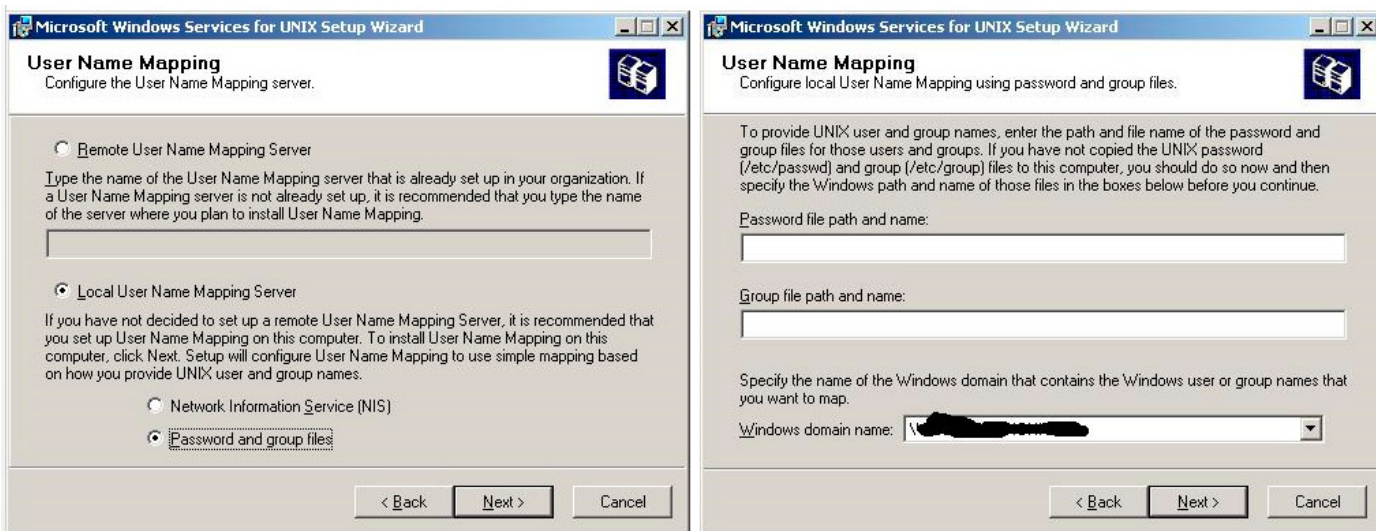 Microsoft Windows Services for UNIX Setup Wizard
User Name Mapping
Configure the User Name Mapping server.
Remote User Name Mapping Server
Type the name of the User Name Mapping server that is already set up in your organization. If
a User Name Mapping server is not already set up, it is recommended that you type the name
of the server where you plan to install User Name Mapping.
Local User Name Mapping Server
If you have not decided to set up a remote User Name Mapping Server, it is recommended that
you set up User Name Mapping on this computer. To install User Name Mapping on this
computer, click Next. Setup will configure User Name Mapping to use simple mapping based
on how you provide UNIX user and group names.
Network Information Service (NIS)
Password and group files
< Back
Next >
Cancel
Microsoft Windows Services for UNIX Setup Wizard
User Name Mapping
Configure local User Name Mapping using password and group files.
To provide UNIX user and group names, enter the path and file name of the password and
group files for those users and groups. If you have not copied the UNIX password
(/etc/passwd) and group (/etc/group) files to this computer, you should do so now and then
specify the Windows path and name of those files in the boxes below before you continue.
Password file path and name:
Group file path and name:
Specify the name of the Windows domain that contains the Windows user or group names that
you want to map.
Windows domain name: \
< Back
Next >
Cancel